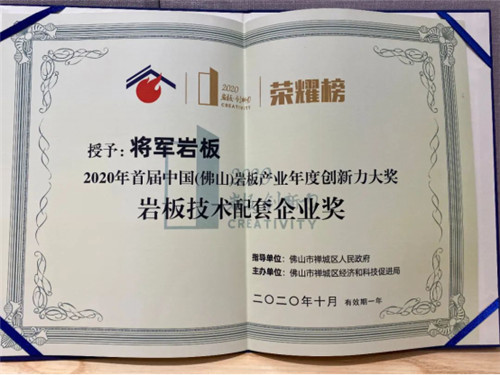 2020
CREATIVITY
荣耀榜
授予：将军岩板
2020年首届中国(佛山)岩板产业年度创新力大奖
岩板技术配套企业奖
CREATIVITY
指导单位：佛山市禅城区人民政府
主办单位：佛山市禅城区经济和科技促进局
二〇二〇年十月 有效期一年